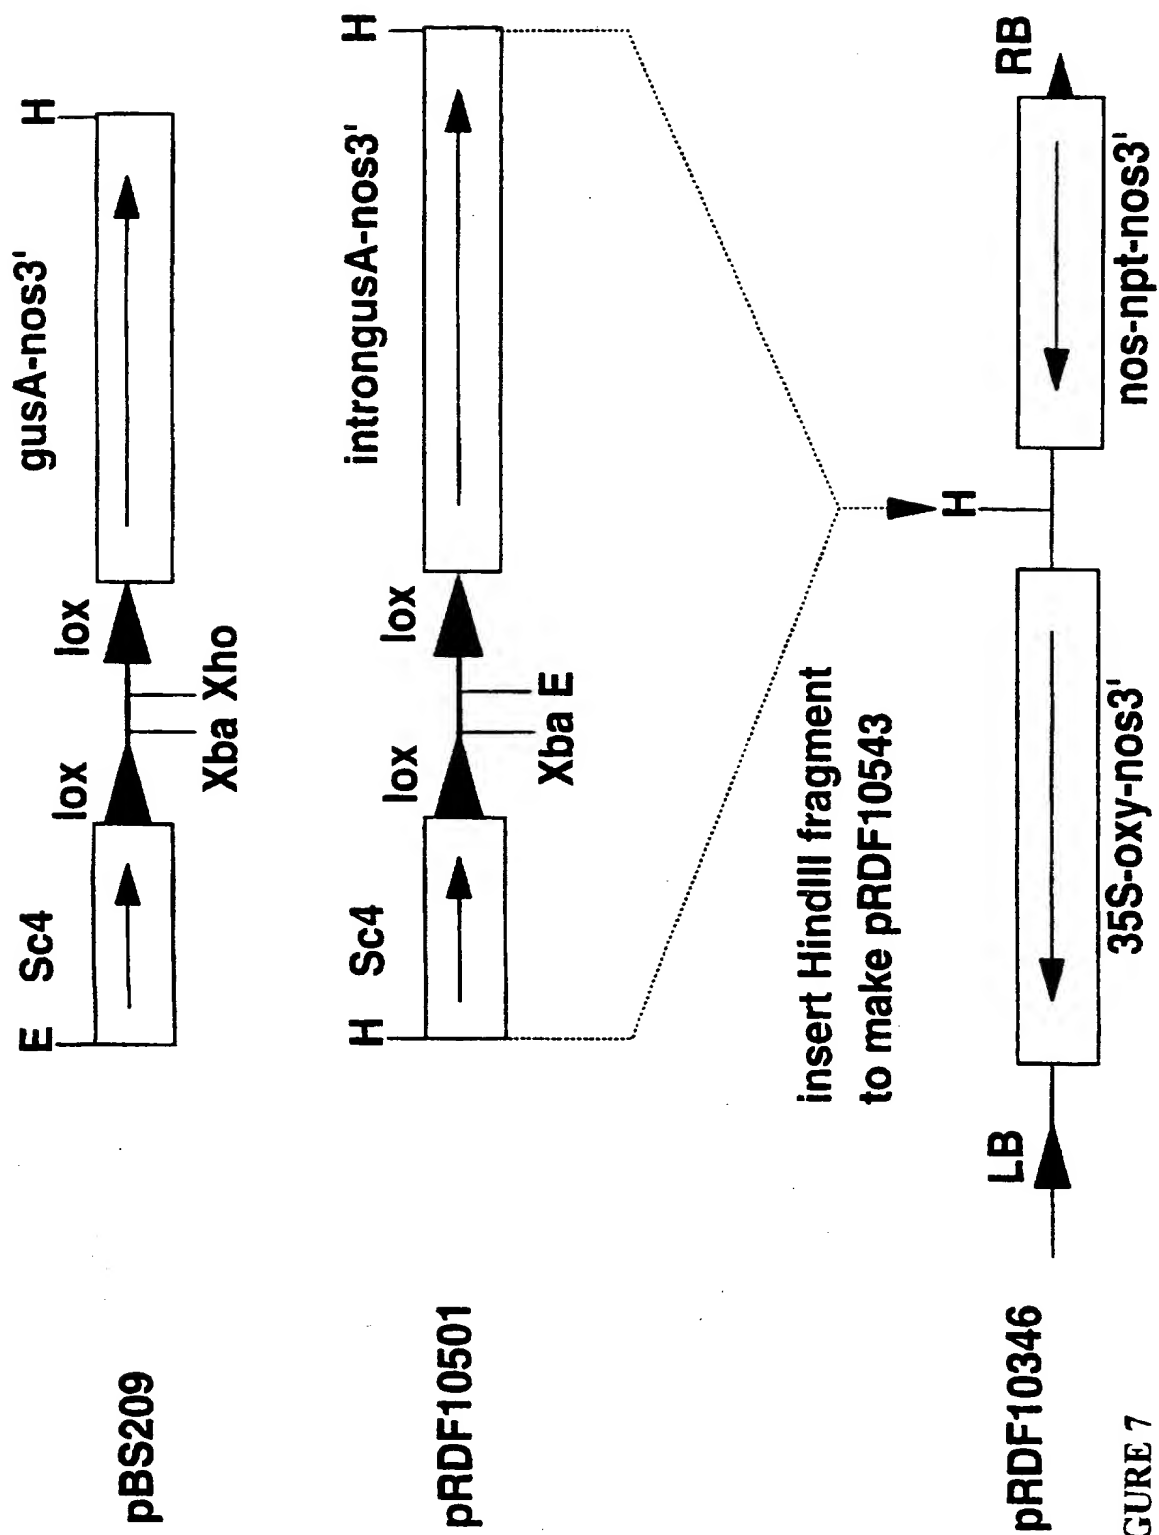 pBS209
E Sc4 lox lox gusA-nos3' H
Xba Xho
pRDF10501
H Sc4 lox lox introngusA-nos3' H
Xba E
insert HindIII fragment
to make pRDF10543
pRDF10346
LB H RB
35S-oxy-nos3' nos-npt-nos3'
GURE 7